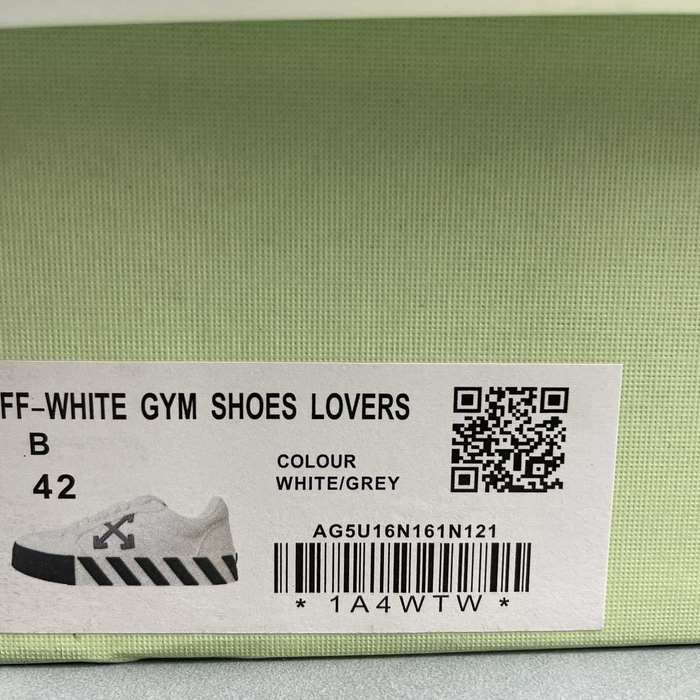 FF-WHITE GYM SHOES LOVERS
B
42
COLOUR
WHITE/GREY
AG5U16N161N121
*1A4WTW*